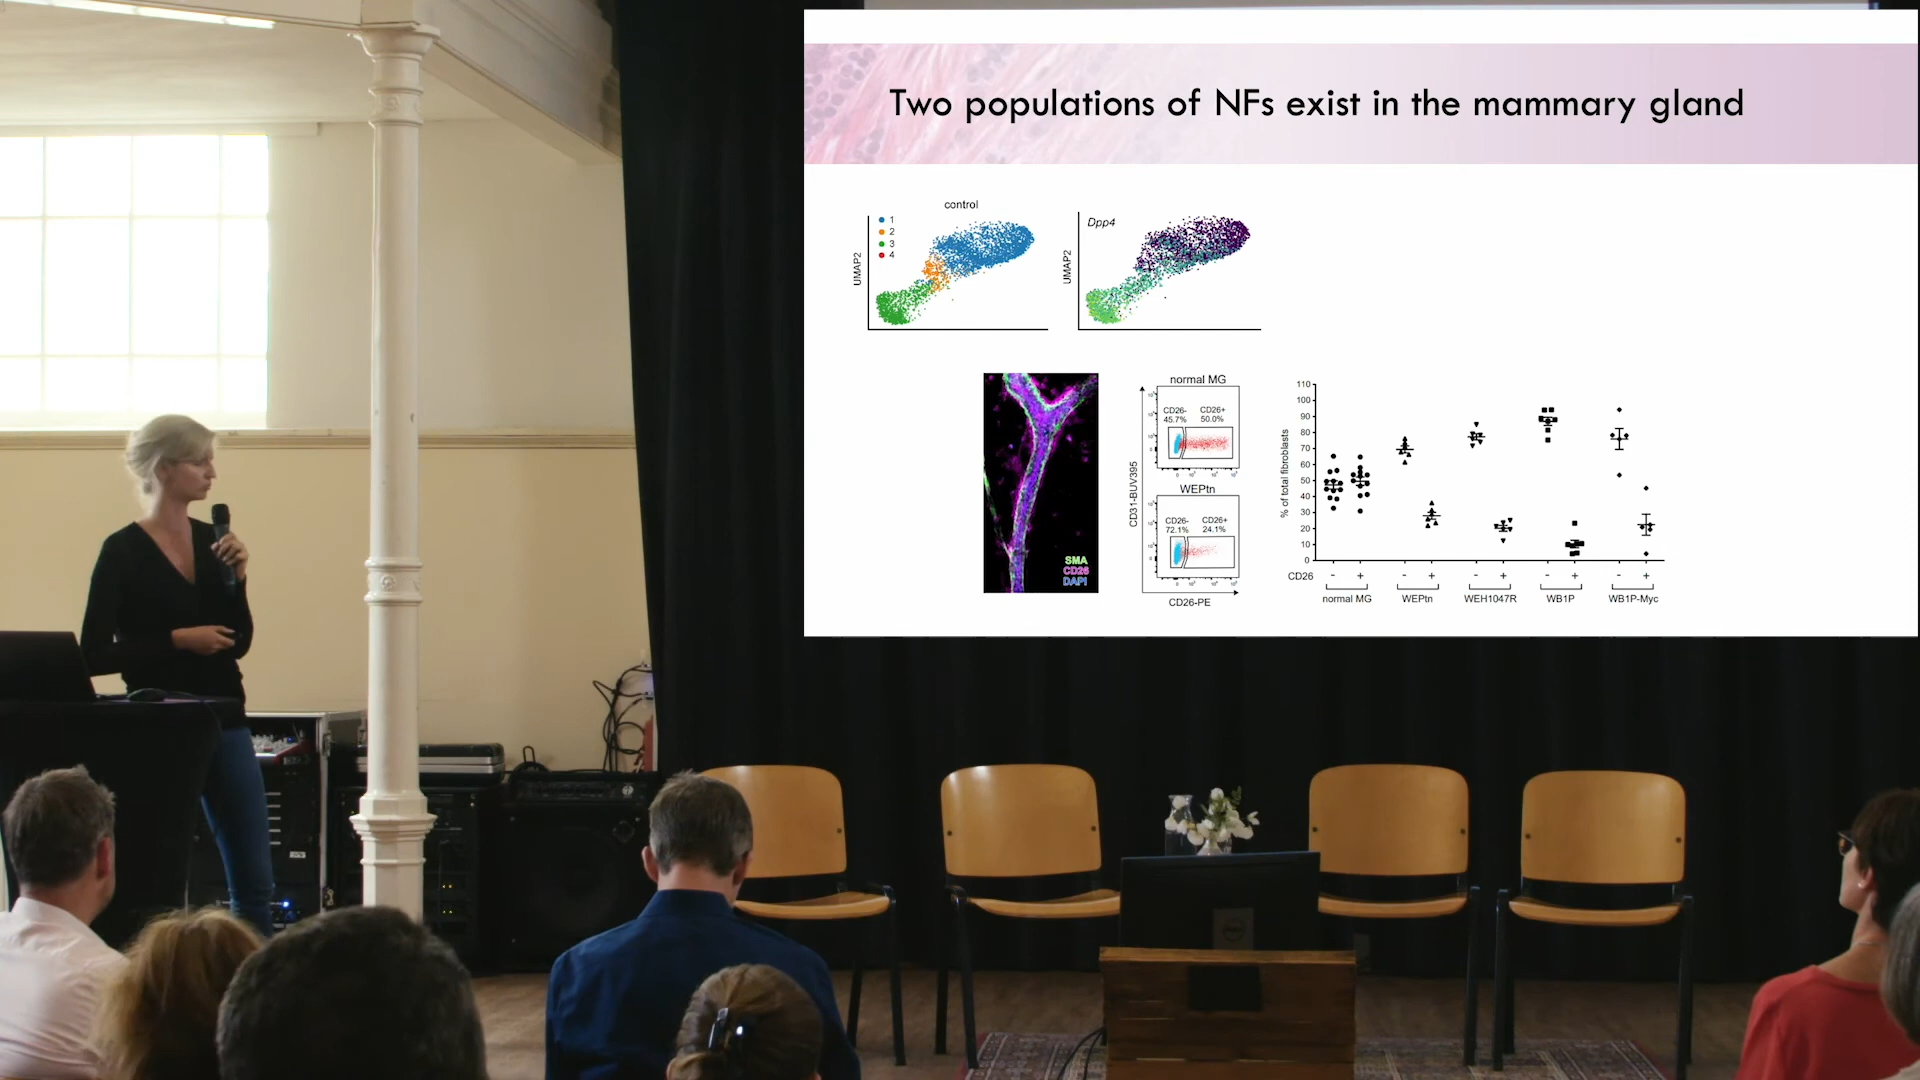 Two populations of NFs exist in the mammary gland
control
1
2
3
4
UMAP2
Dpp4
UMAP2
SMA
CD26
DAPI
normal MG
CD26-
45.7%
CD26+
50.0%
WEPtn
CD26-
72.1%
CD26+
24.1%
CD31-BUV395
CD26-PE
% of total fibroblasts
110
100
90
80
70
60
50
40
30
20
10
0
CD26 - + - + - + - + - +
normal MG WEPtn WEH1047R WB1P WB1P-Myc